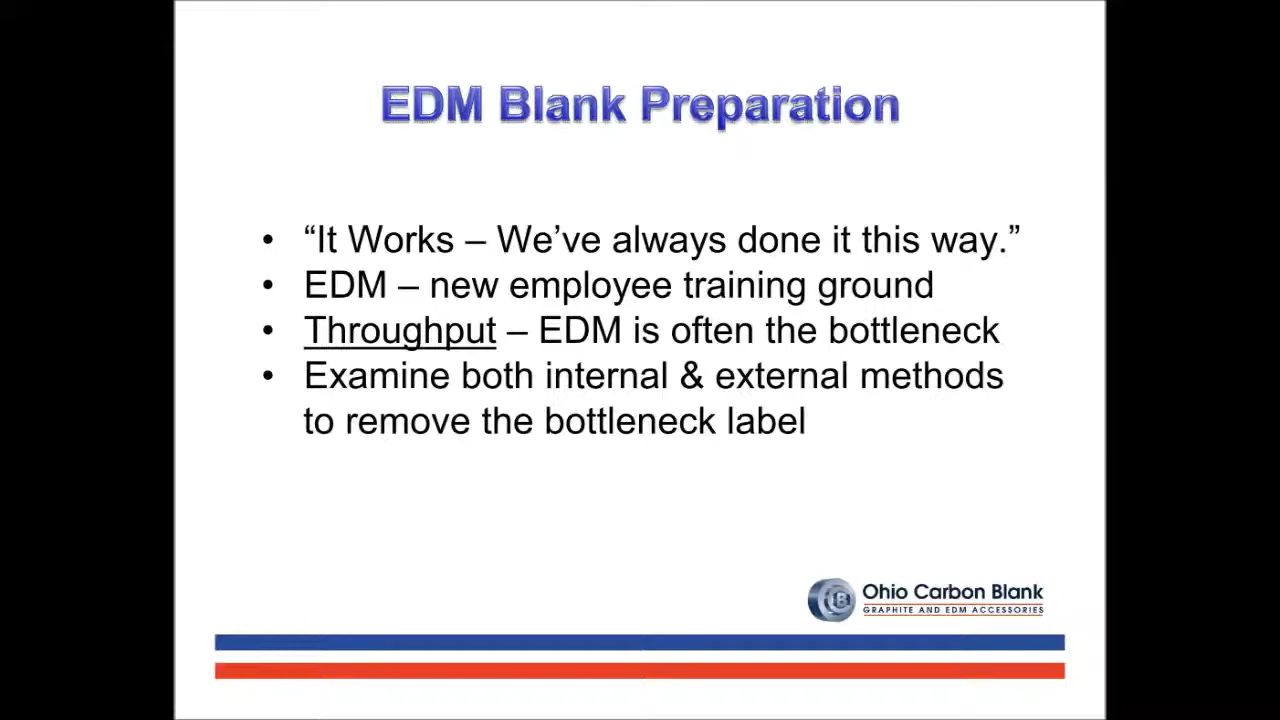 EDM Blank Preparation
• “It Works – We’ve always done it this way.”
• EDM – new employee training ground
• Throughput – EDM is often the bottleneck
• Examine both internal & external methods
to remove the bottleneck label
Ohio Carbon Blank
GRAPHITE AND EDM ACCESSORIES